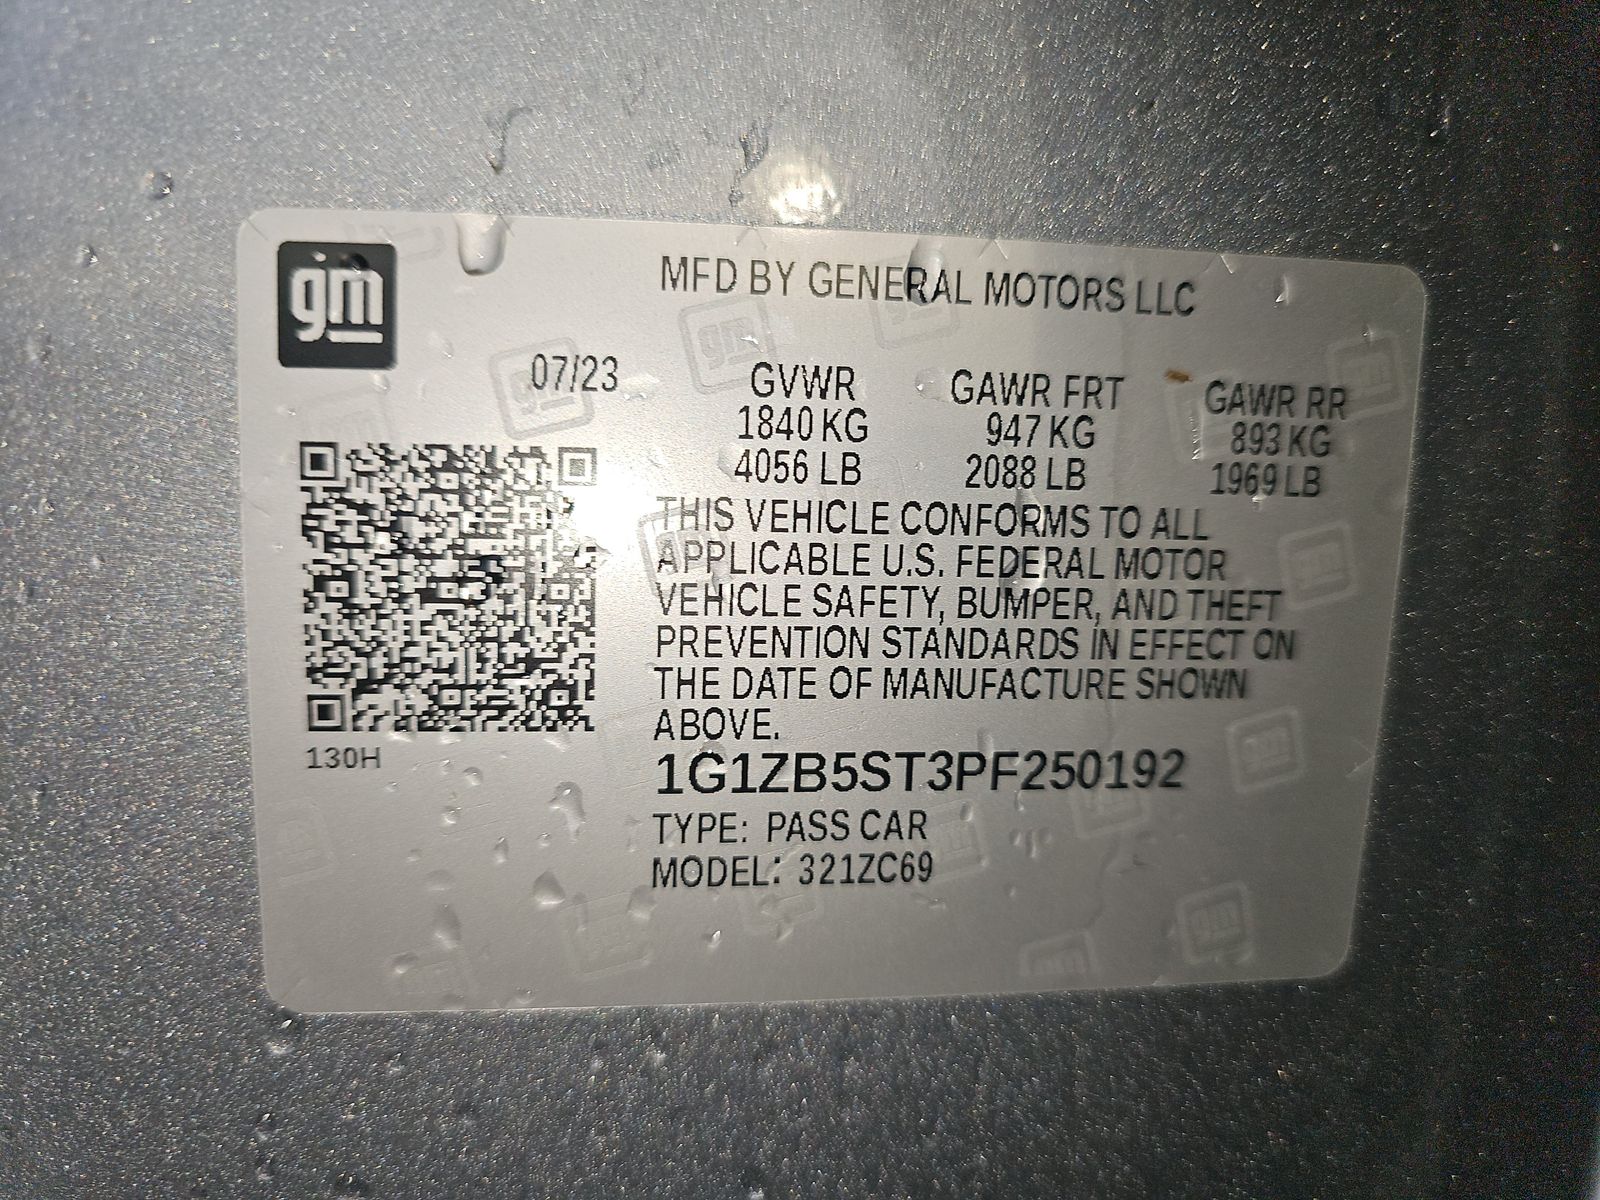 gm
MFD BY GENERAL MOTORS LLC
07/23
GVWR GAWR FRT GAWR RR
1840 KG 947 KG 893 KG
4056 LB 2088 LB 1969 LB
THIS VEHICLE CONFORMS TO ALL
APPLICABLE U.S. FEDERAL MOTOR
VEHICLE SAFETY, BUMPER, AND THEFT
PREVENTION STANDARDS IN EFFECT ON
THE DATE OF MANUFACTURE SHOWN
ABOVE.
130H
1G1ZB5ST3PF250192
TYPE: PASS CAR
MODEL: 321ZC69